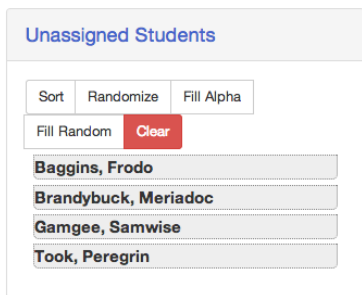 Unassigned Students
Sort Randomize Fill Alpha
Fill Random Clear
Baggins, Frodo
Brandybuck, Meriadoc
Gamgee, Samwise
Took, Peregrin